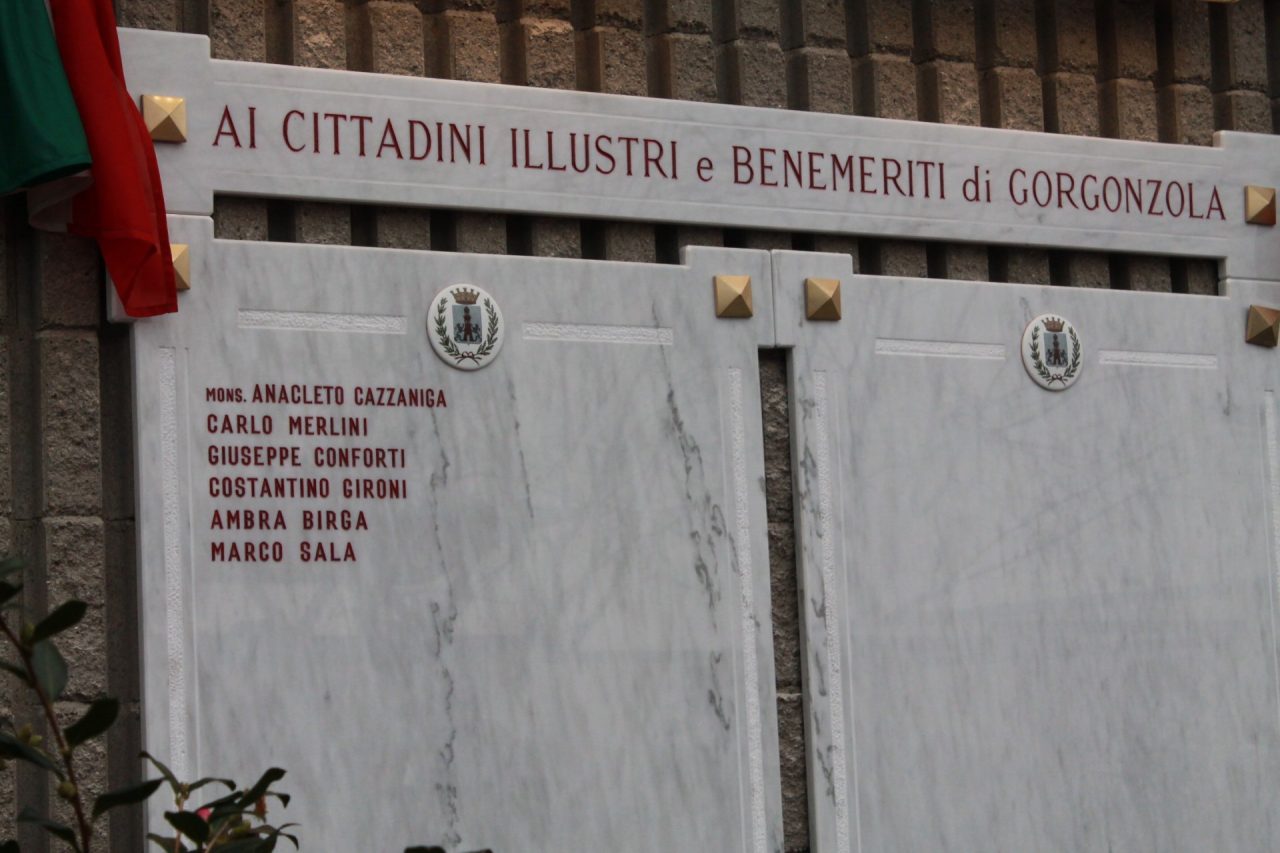 AI CITTADINI ILLUSTRI e BENEMERITI di GORGONZOLA
MONS. ANACLETO CAZZANIGA
CARLO MERLINI
GIUSEPPE CONFORTI
COSTANTINO GIRONI
AMBRA BIRGA
MARCO SALA